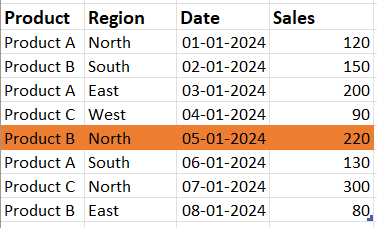 Product Region Date Sales
Product A North 01-01-2024 120
Product B South 02-01-2024 150
Product A East 03-01-2024 200
Product C West 04-01-2024 90
Product B North 05-01-2024 220
Product A South 06-01-2024 130
Product C North 07-01-2024 300
Product B East 08-01-2024 80